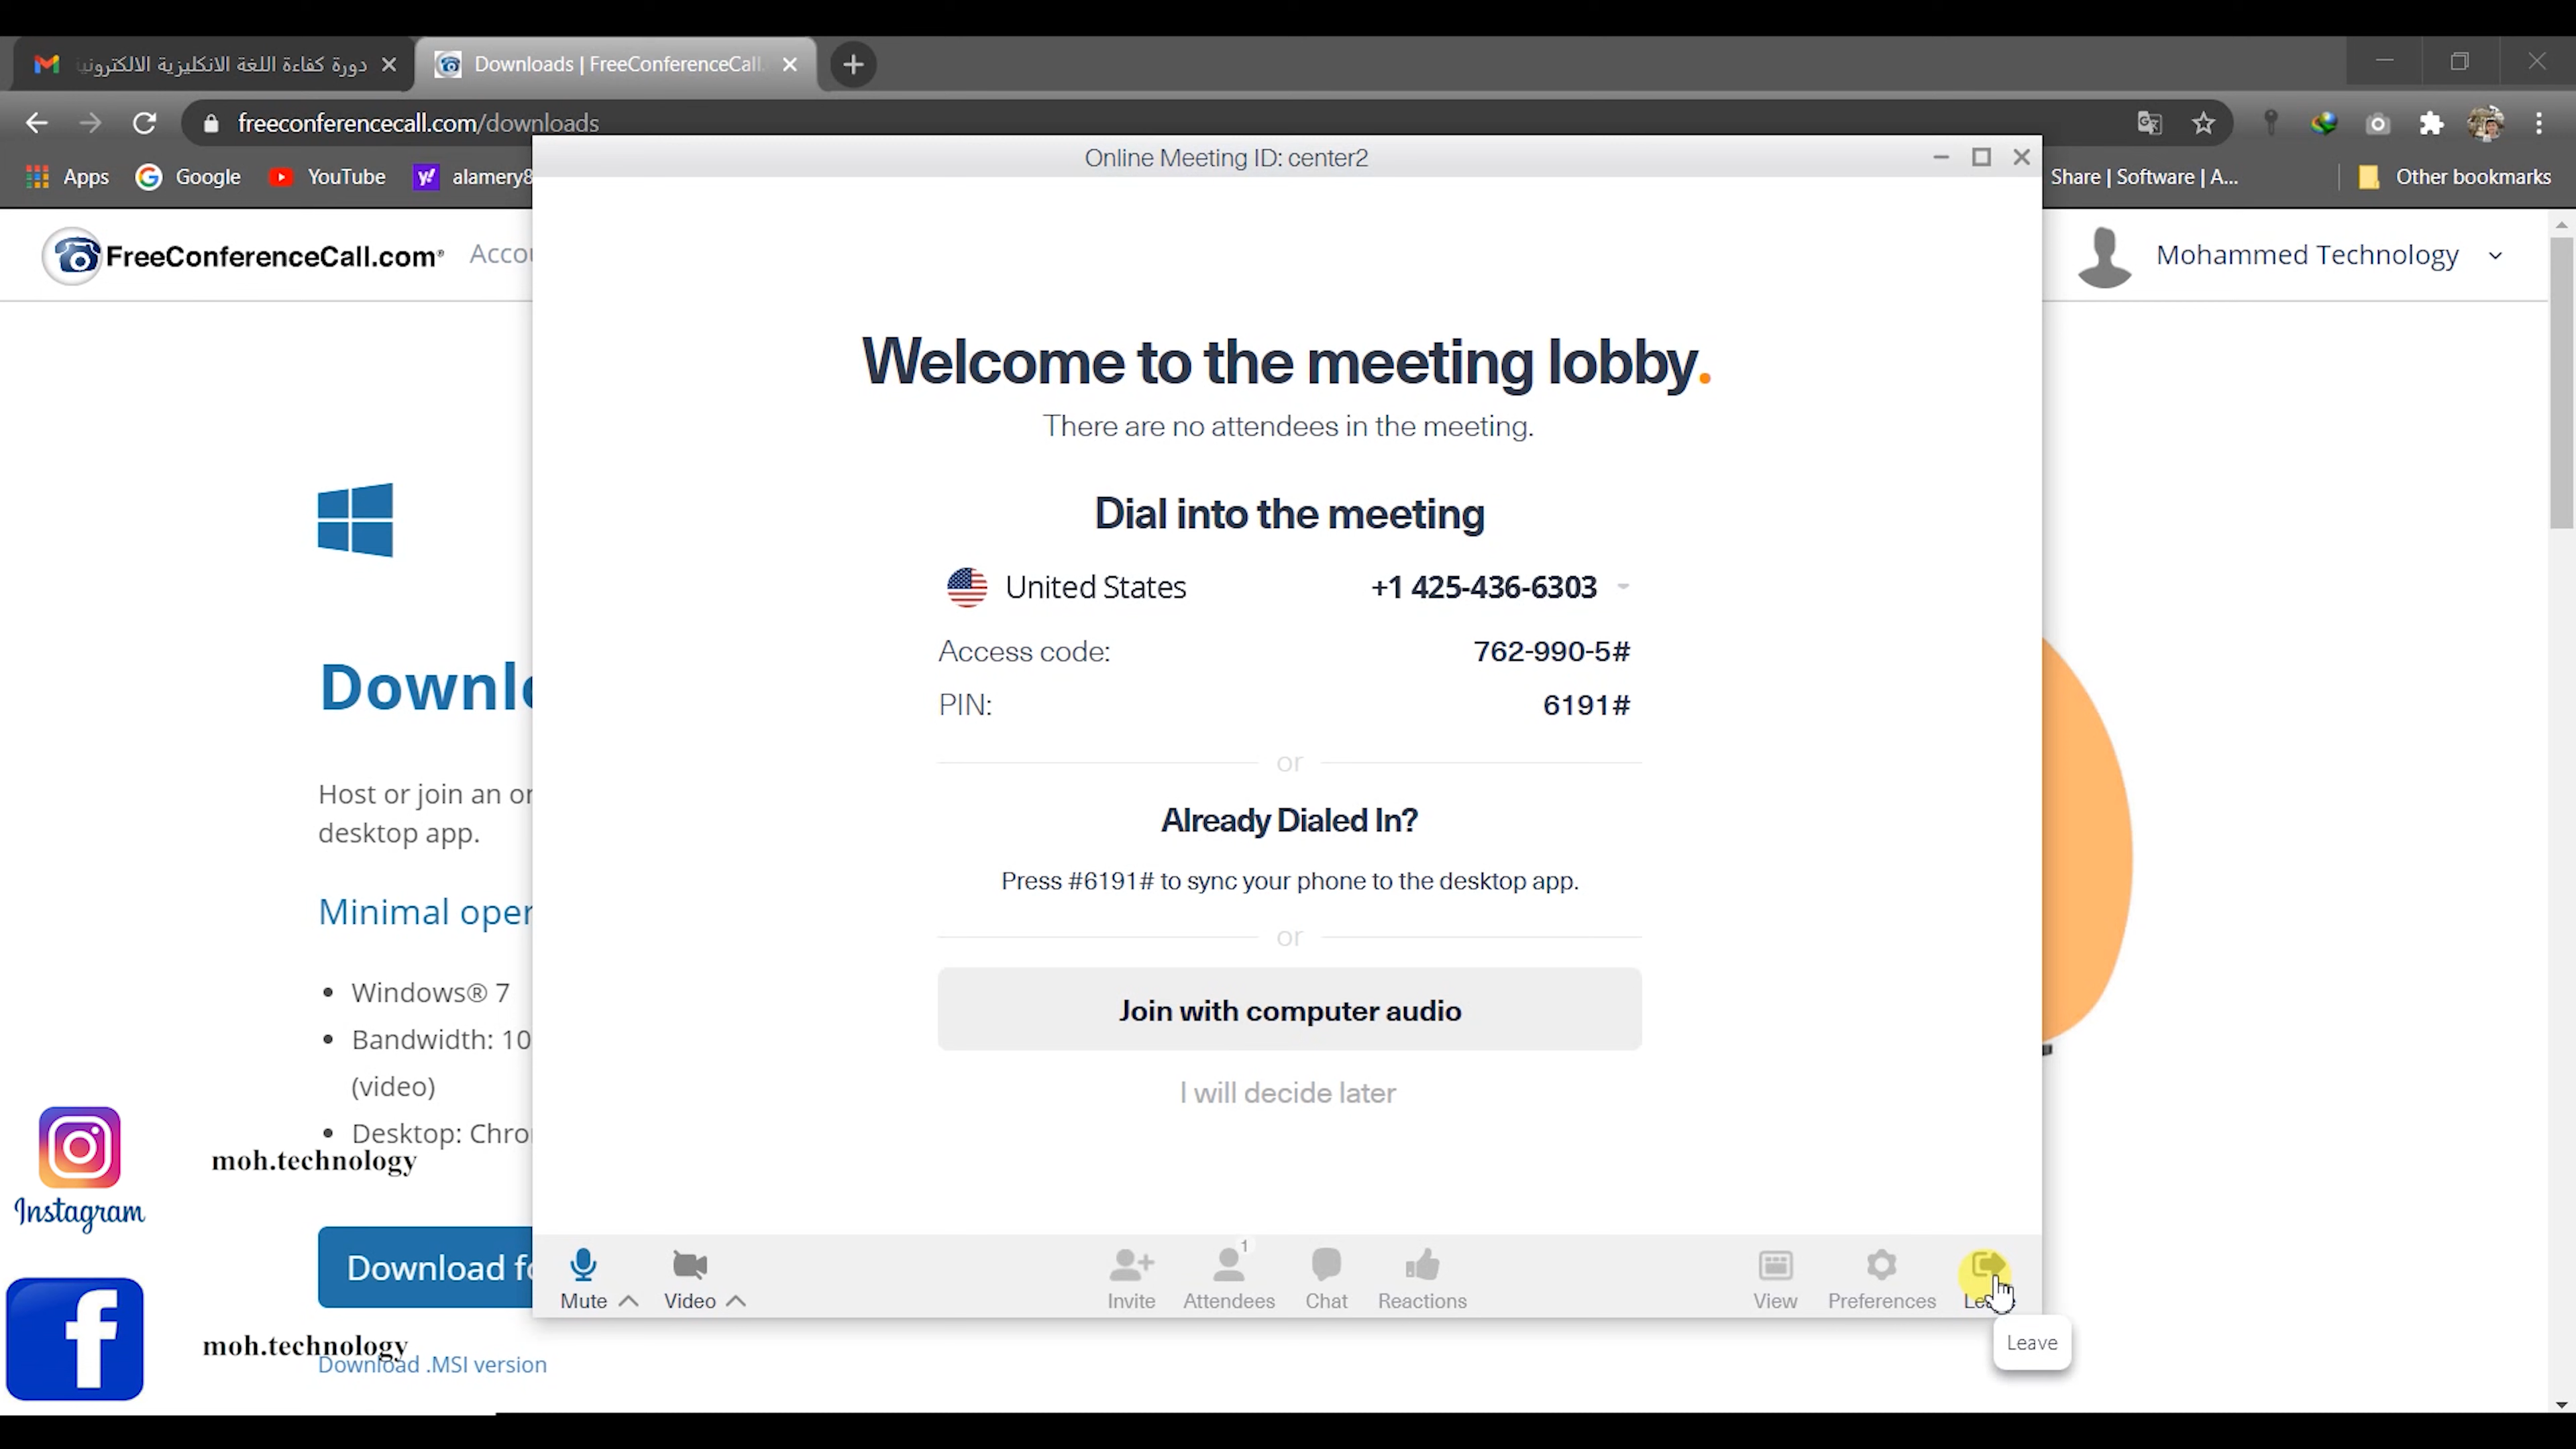 دورة كفاءة اللغة الانكليزية الالكترونية
Downloads | FreeConferenceCall.
freeconferencecall.com/downloads
Apps
Google
YouTube
alamery8
Share | Software | A...
Other bookmarks
Online Meeting ID: center2
FreeConferenceCall.com®
Accou
Mohammed Technology
Welcome to the meeting lobby.
There are no attendees in the meeting.
Dial into the meeting
United States +1 425-436-6303
Access code: 762-990-5#
PIN: 6191#
or
Already Dialed In?
Press #6191# to sync your phone to the desktop app.
or
Join with computer audio
I will decide later
Downlo
Host or join an on
desktop app.
Minimal oper
• Windows® 7
• Bandwidth: 10
(video)
• Desktop: Chro
Instagram
moh.technology
Download fo
moh.technology
Download .MSI version
Mute
Video
Invite
1
Attendees
Chat
Reactions
View
Preferences
Leave
Leave